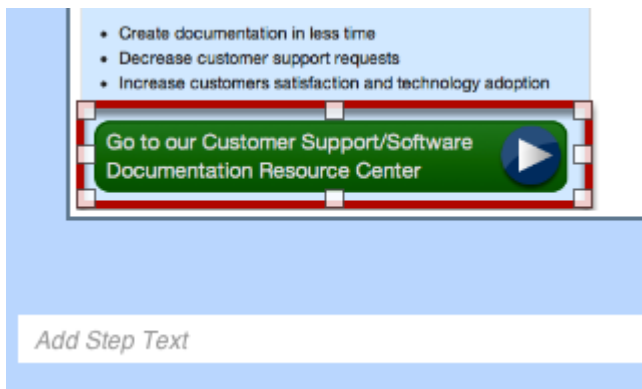 • Create documentation in less time
• Decrease customer support requests
• Increase customers satisfaction and technology adoption
Go to our Customer Support/Software
Documentation Resource Center
Add Step Text